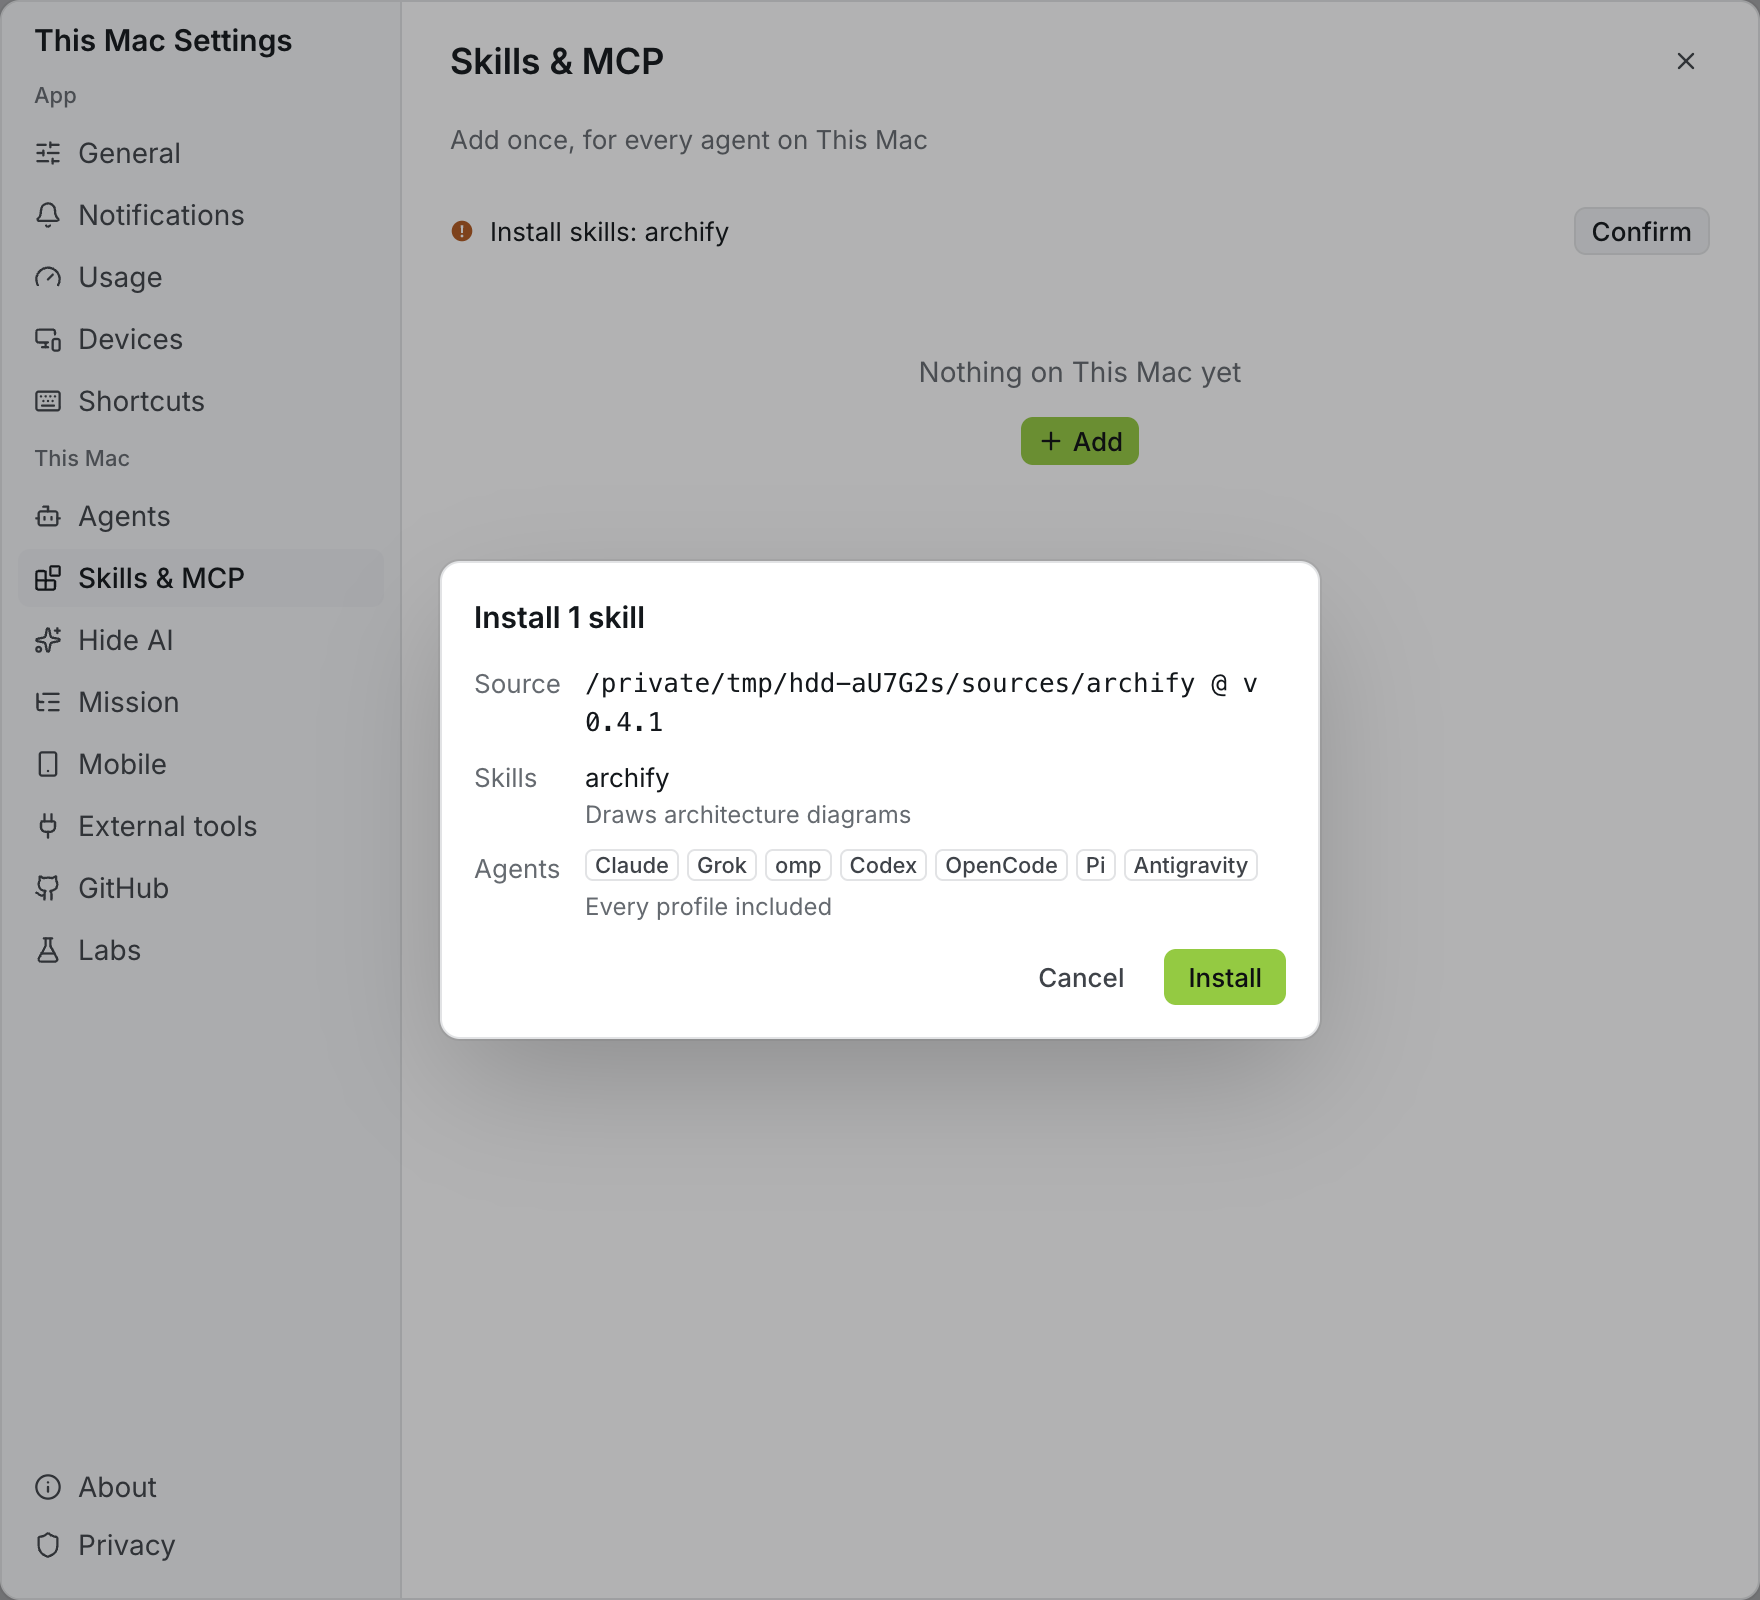 This Mac Settings
App
General
Notifications
Usage
Devices
Shortcuts
This Mac
Agents
Skills & MCP
Hide AI
Mission
Mobile
External tools
GitHub
Labs
About
Privacy
Skills & MCP
Add once, for every agent on This Mac
Install skills: archify
Confirm
Nothing on This Mac yet
+ Add
Install 1 skill
Source /private/tmp/hdd-aU7G2s/sources/archify @ v
0.4.1
Skills archify
Draws architecture diagrams
Agents Claude Grok omp Codex OpenCode Pi Antigravity
Every profile included
Cancel Install